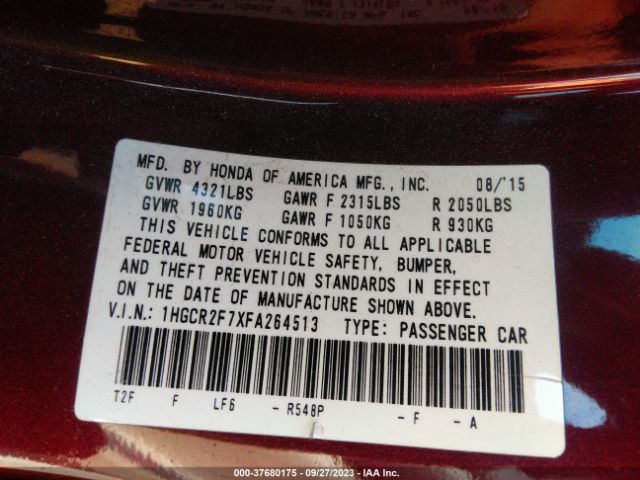 MFD. BY HONDA OF AMERICA MFG., INC. 08/'15
GVWR 4321LBS GAWR F 2315LBS R 2050LBS
GVWR 1960KG GAWR F 1050KG R 930KG
THIS VEHICLE CONFORMS TO ALL APPLICABLE
FEDERAL MOTOR VEHICLE SAFETY, BUMPER,
AND THEFT PREVENTION STANDARDS IN EFFECT
ON THE DATE OF MANUFACTURE SHOWN ABOVE.
V.I.N.: 1HGCR2F7XFA264513 TYPE: PASSENGER CAR
T2F F LF6 - R548P - F - A
000-37680175 - 09/27/2023 - IAA Inc.